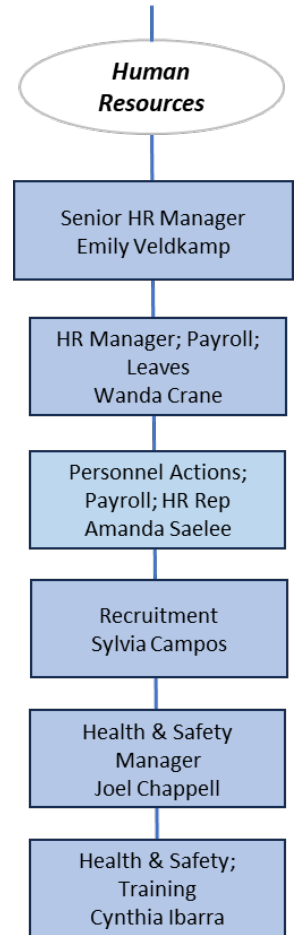 Human
Resources
Senior HR Manager
Emily Veldkamp
HR Manager; Payroll;
Leaves
Wanda Crane
Personnel Actions;
Payroll; HR Rep
Amanda Saelee
Recruitment
Sylvia Campos
Health & Safety
Manager
Joel Chappell
Health & Safety;
Training
Cynthia Ibarra